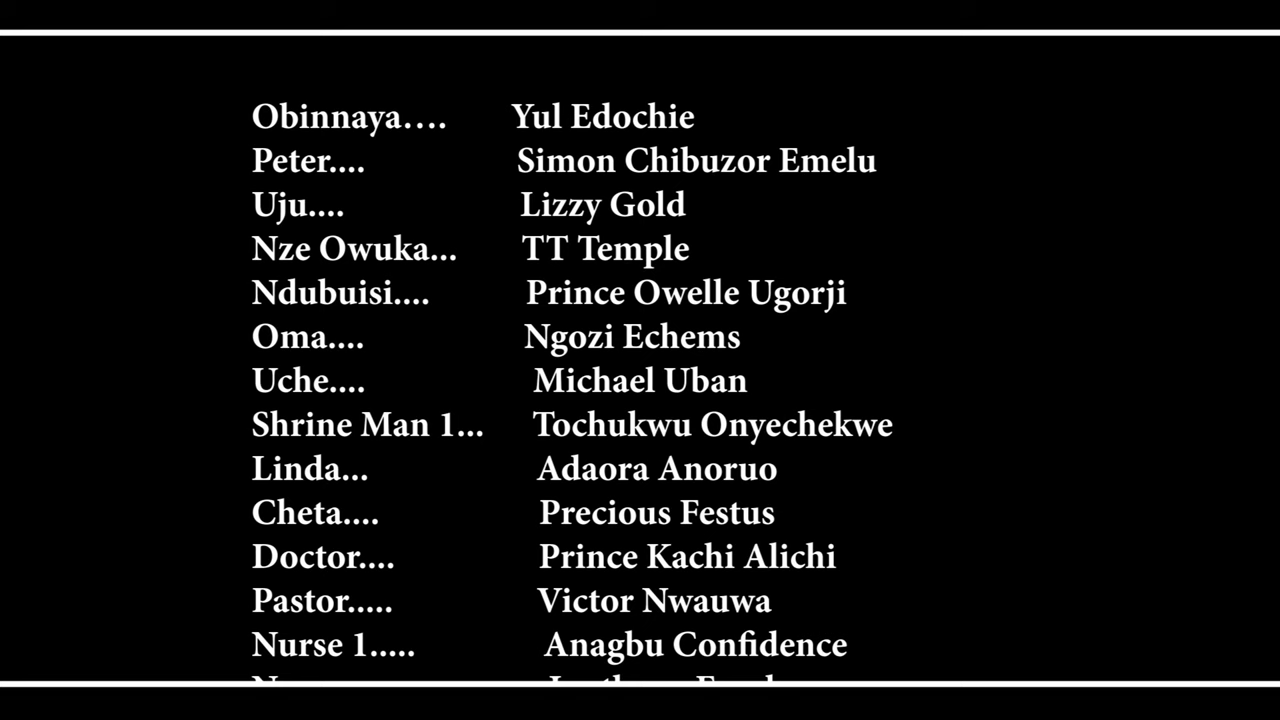 Obinnaya.... Yul Edochie
Peter.... Simon Chibuzor Emelu
Uju.... Lizzy Gold
Nze Owuka... TT Temple
Ndubuisi.... Prince Owelle Ugorji
Oma.... Ngozi Echems
Uche.... Michael Uban
Shrine Man 1... Tochukwu Onyechekwe
Linda... Adaora Anoruo
Cheta.... Precious Festus
Doctor.... Prince Kachi Alichi
Pastor..... Victor Nwauwa
Nurse 1..... Anagbu Confidence